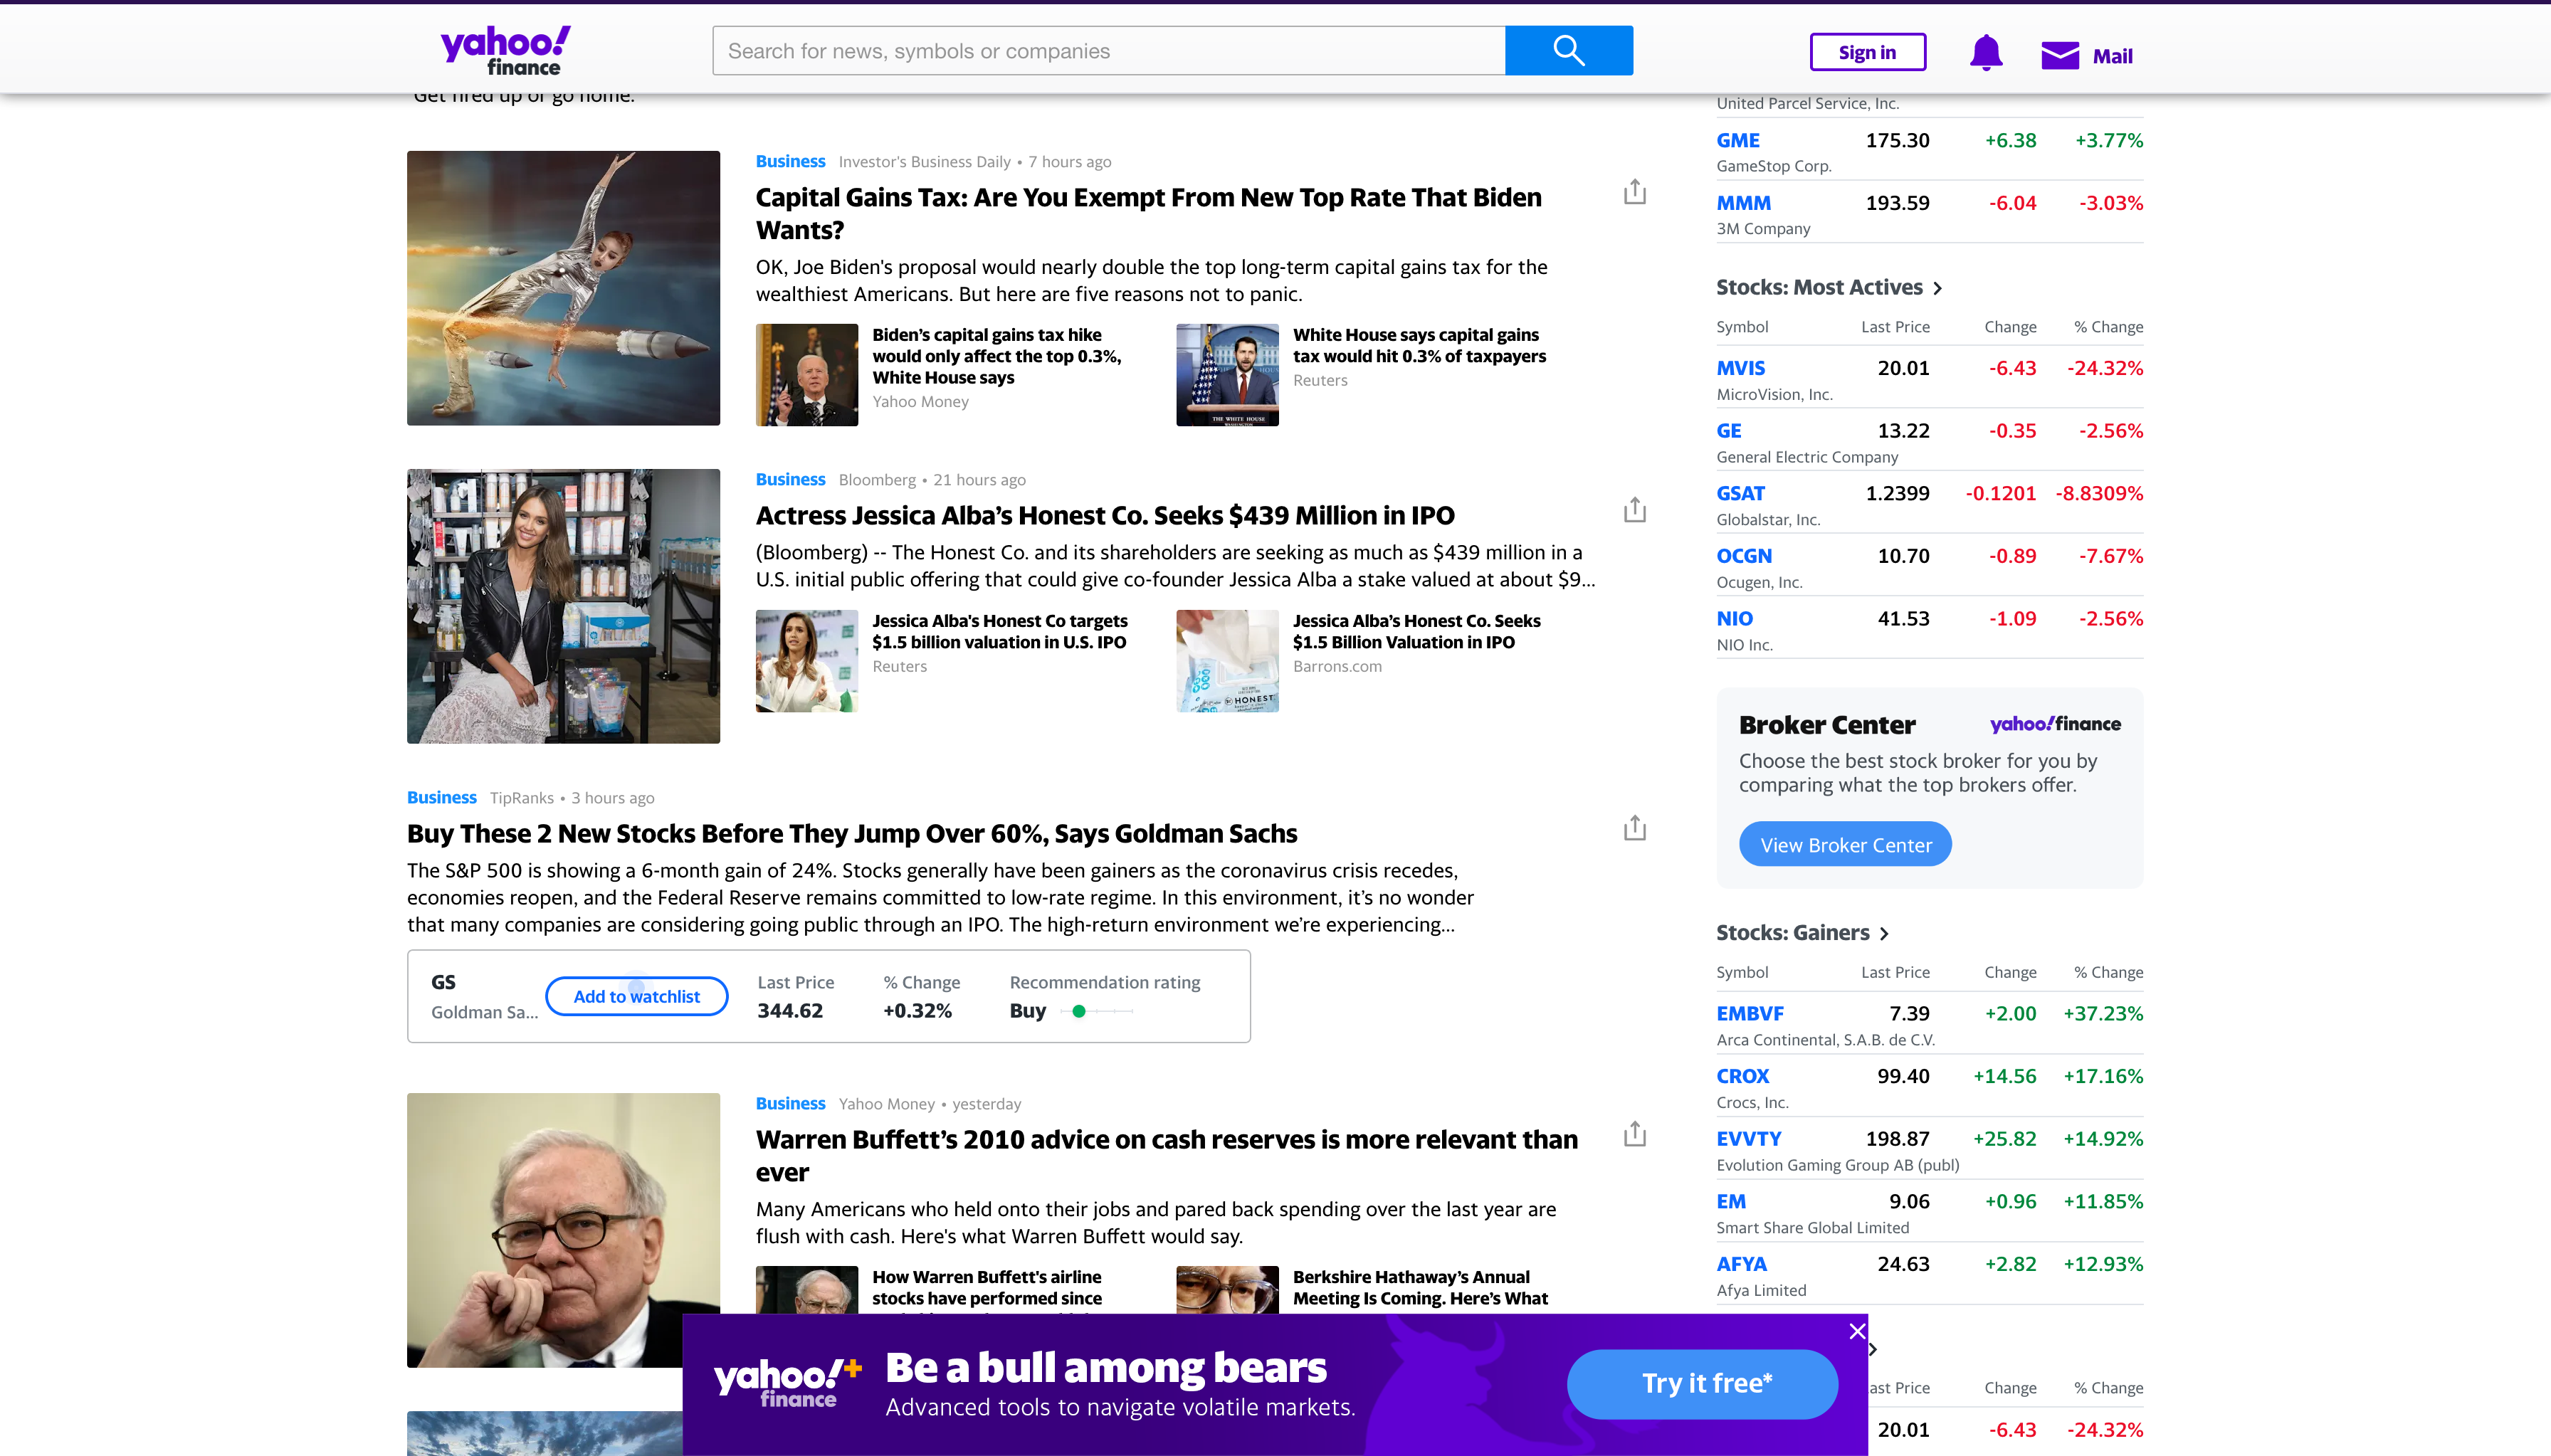 yahoo!
finance
Search for news, symbols or companies
Sign in
Mail
Get fired up or go home.
Business Investor's Business Daily • 7 hours ago
Capital Gains Tax: Are You Exempt From New Top Rate That Biden
Wants?
OK, Joe Biden's proposal would nearly double the top long-term capital gains tax for the
wealthiest Americans. But here are five reasons not to panic.
Biden’s capital gains tax hike
would only affect the top 0.3%,
White House says
Yahoo Money
White House says capital gains
tax would hit 0.3% of taxpayers
Reuters
THE WHITE HOUSE
WASHINGTON
Business Bloomberg • 21 hours ago
Actress Jessica Alba’s Honest Co. Seeks $439 Million in IPO
(Bloomberg) -- The Honest Co. and its shareholders are seeking as much as $439 million in a
U.S. initial public offering that could give co-founder Jessica Alba a stake valued at about $9...
Jessica Alba's Honest Co targets
$1.5 billion valuation in U.S. IPO
Reuters
HONEST
Jessica Alba’s Honest Co. Seeks
$1.5 Billion Valuation in IPO
Barrons.com
Business TipRanks • 3 hours ago
Buy These 2 New Stocks Before They Jump Over 60%, Says Goldman Sachs
The S&P 500 is showing a 6-month gain of 24%. Stocks generally have been gainers as the coronavirus crisis recedes,
economies reopen, and the Federal Reserve remains committed to low-rate regime. In this environment, it’s no wonder
that many companies are considering going public through an IPO. The high-return environment we’re experiencing...
GS
Goldman Sa...
Add to watchlist
Last Price
344.62
% Change
+0.32%
Recommendation rating
Buy
Business Yahoo Money • yesterday
Warren Buffett’s 2010 advice on cash reserves is more relevant than
ever
Many Americans who held onto their jobs and pared back spending over the last year are
flush with cash. Here's what Warren Buffett would say.
How Warren Buffett's airline
stocks have performed since
Berkshire Hathaway’s Annual
Meeting Is Coming. Here’s What
United Parcel Service, Inc.
GME 175.30 +6.38 +3.77%
GameStop Corp.
MMM 193.59 -6.04 -3.03%
3M Company
Stocks: Most Actives
Symbol Last Price Change % Change
MVIS 20.01 -6.43 -24.32%
MicroVision, Inc.
GE 13.22 -0.35 -2.56%
General Electric Company
GSAT 1.2399 -0.1201 -8.8309%
Globalstar, Inc.
OCGN 10.70 -0.89 -7.67%
Ocugen, Inc.
NIO 41.53 -1.09 -2.56%
NIO Inc.
Broker Center
yahoo!finance
Choose the best stock broker for you by
comparing what the top brokers offer.
View Broker Center
Stocks: Gainers
Symbol Last Price Change % Change
EMBVF 7.39 +2.00 +37.23%
Arca Continental, S.A.B. de C.V.
CROX 99.40 +14.56 +17.16%
Crocs, Inc.
EVVTY 198.87 +25.82 +14.92%
Evolution Gaming Group AB (publ)
EM 9.06 +0.96 +11.85%
Smart Share Global Limited
AFYA 24.63 +2.82 +12.93%
Afya Limited
ast Price Change % Change
20.01 -6.43 -24.32%
yahoo!+
finance
Be a bull among bears
Advanced tools to navigate volatile markets.
Try it free*